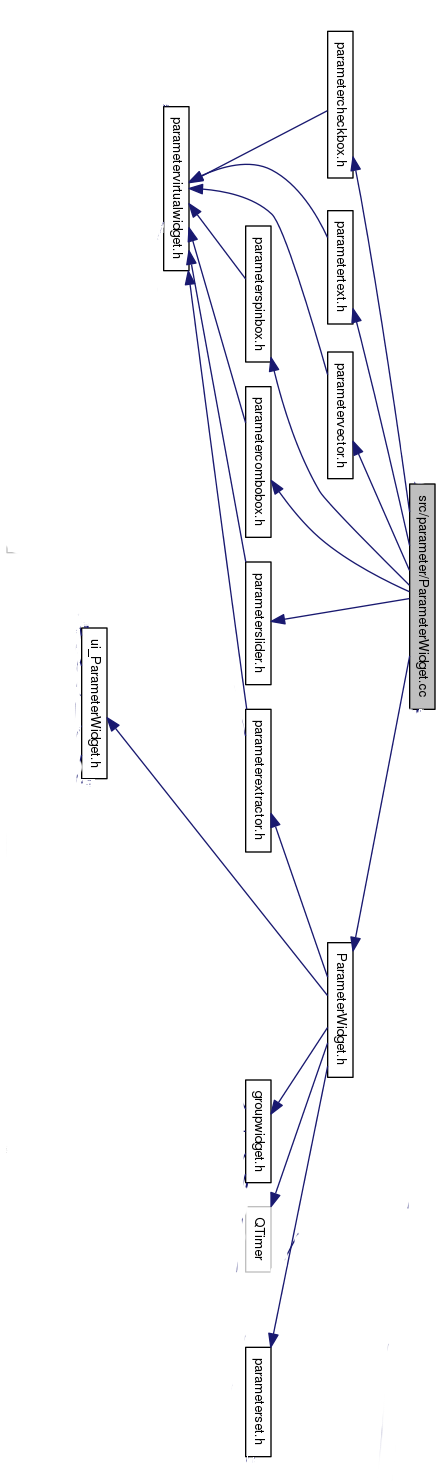 src/parameter/ParameterWidget.cc
parametercheckbox.h
parametertext.h
parametervector.h
ParameterWidget.h
parameterspinbox.h
parametercombobox.h
parameterslider.h
parameterextractor.h
groupwidget.h
QTimer
parameterset.h
parametervirtualwidget.h
ui_ParameterWidget.h